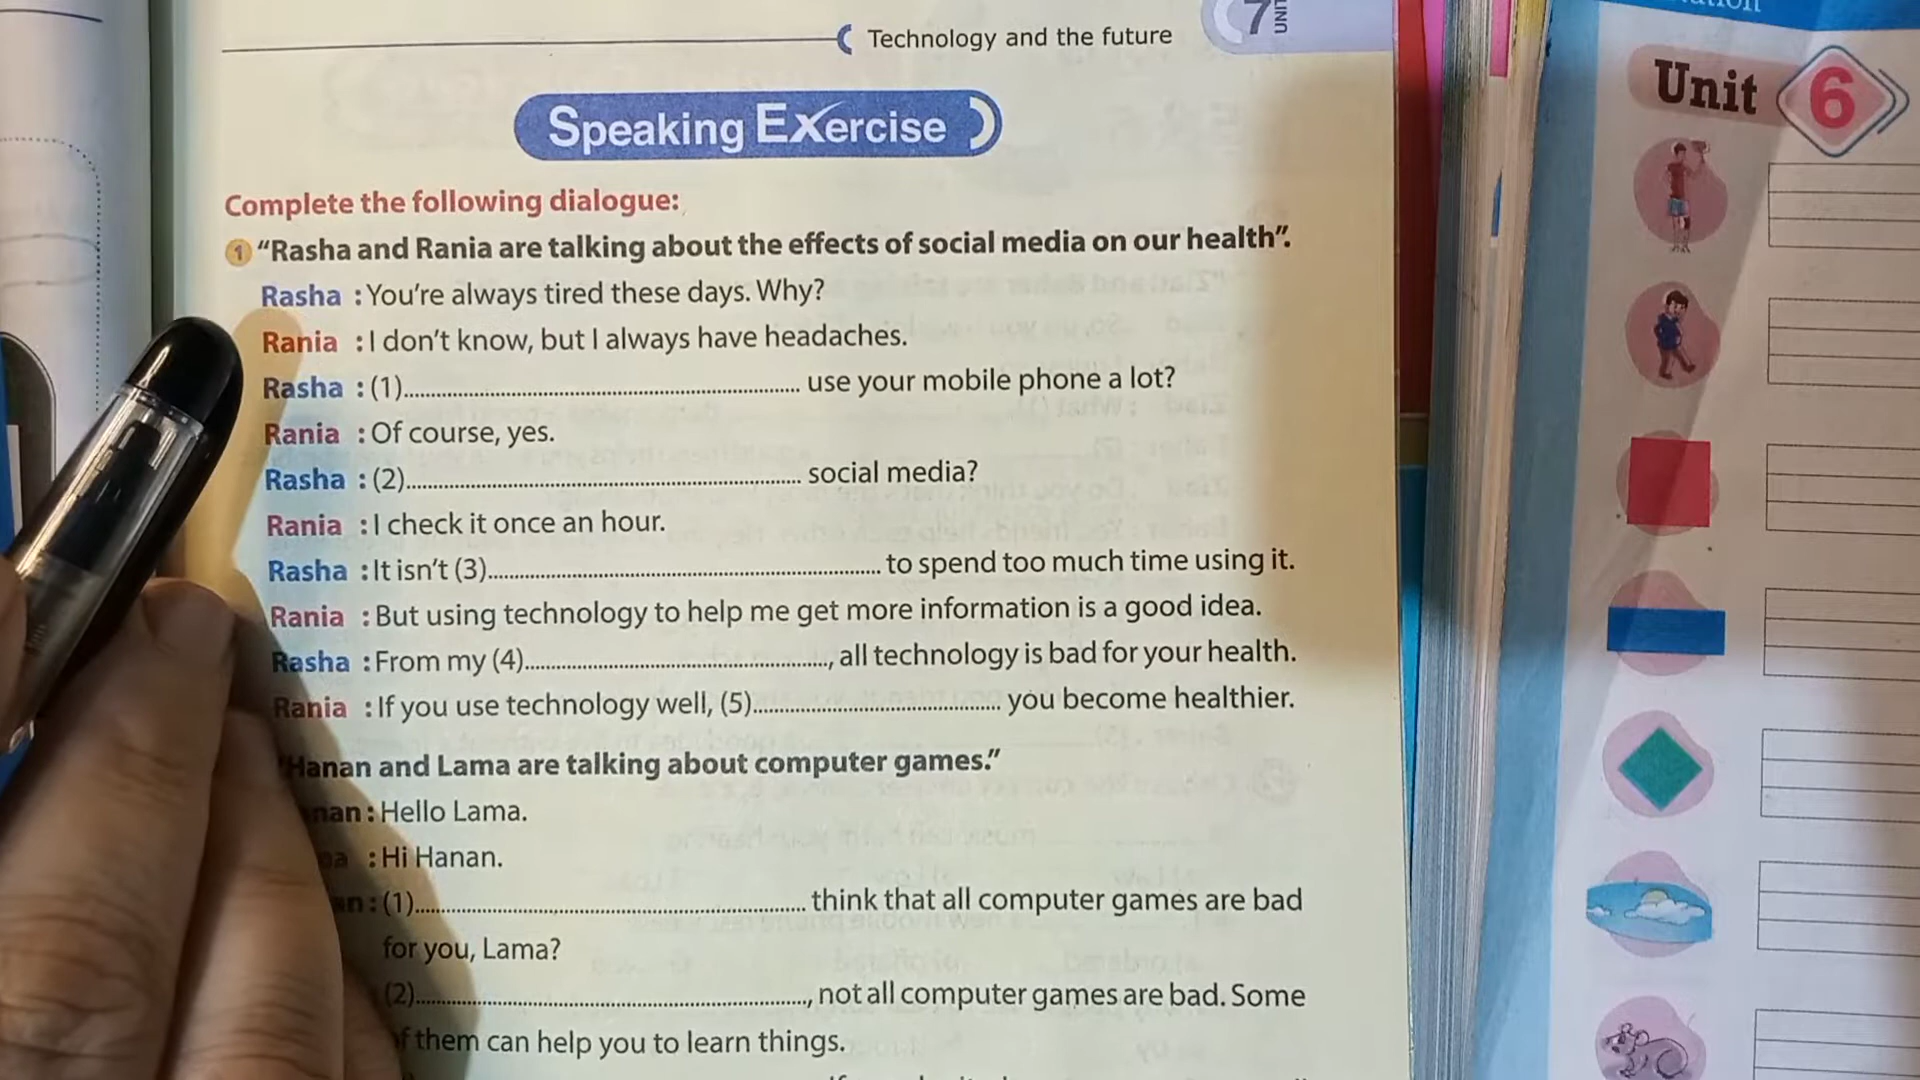 Technology and the future
7
UNI
Speaking Exercise
Complete the following dialogue:
1 "Rasha and Rania are talking about the effects of social media on our health".
Rasha : You're always tired these days. Why?
Rania : I don't know, but I always have headaches.
Rasha : (1)........................ use your mobile phone a lot?
Rania : Of course, yes.
Rasha : (2)........................ social media?
Rania : I check it once an hour.
Rasha : It isn't (3)........................ to spend too much time using it.
Rania : But using technology to help me get more information is a good idea.
Rasha : From my (4)........................, all technology is bad for your health.
Rania : If you use technology well, (5)........................ you become healthier.
"Hanan and Lama are talking about computer games."
nan : Hello Lama.
: Hi Hanan.
an : (1)........................ think that all computer games are bad
for you, Lama?
(2)........................, not all computer games are bad. Some
of them can help you to learn things.
Unit 6